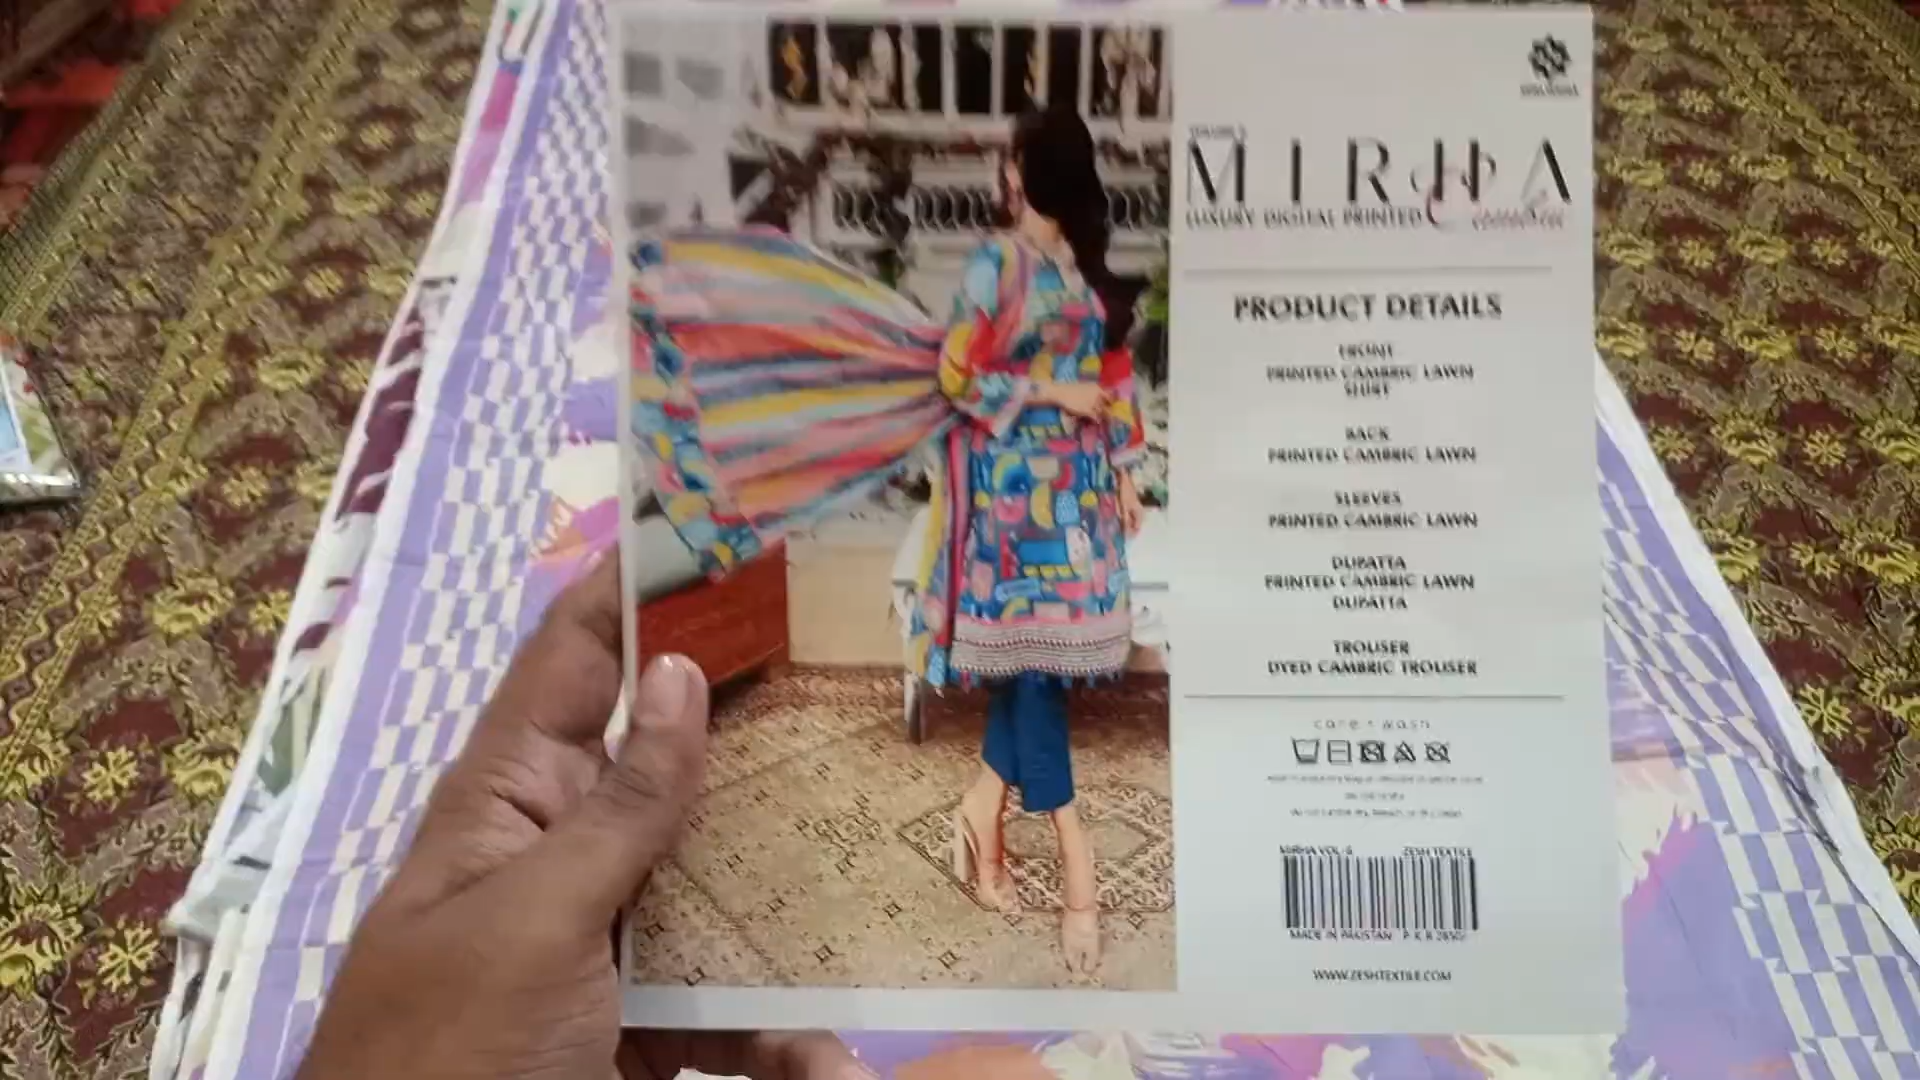 MIRHA
LUXURY DIGITAL PRINTED
PRODUCT DETAILS
FRONT
PRINTED CAMBRIC LAWN
SHIRT
BACK
PRINTED CAMBRIC LAWN
SLEEVES
PRINTED CAMBRIC LAWN
DUPATTA
PRINTED CAMBRIC LAWN
DUPATTA
TROUSER
DYED CAMBRIC TROUSER
care + wash
MIRHA VOL-6 ZESH TEXTILE
MADE IN PAKISTAN P K R
WWW.ZESHTEXTILE.COM